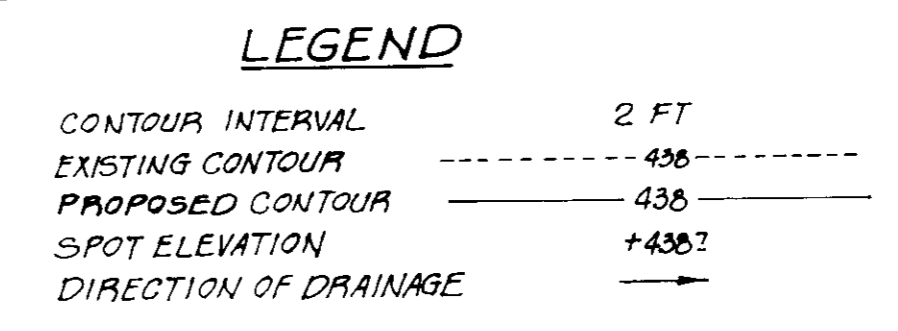 LEGEND
CONTOUR INTERVAL 2 FT
EXISTING CONTOUR 438
PROPOSED CONTOUR 438
SPOT ELEVATION
DIRECTION OF DRAINAGE